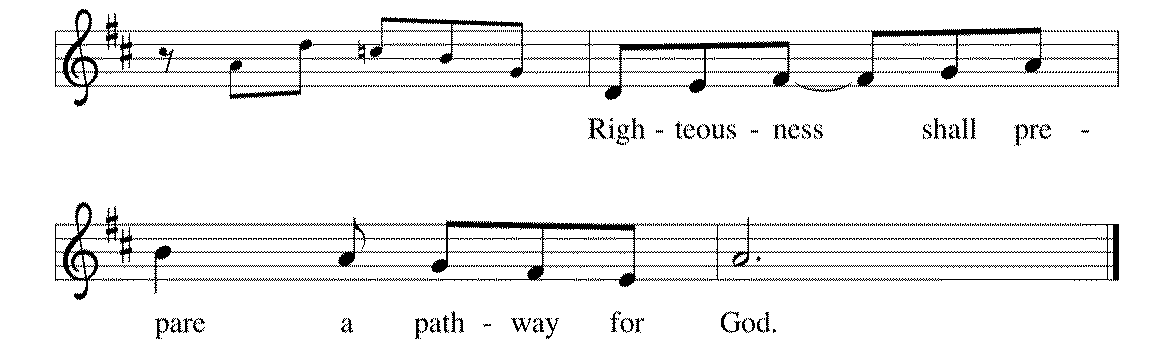 Righ - teous - ness shall pre -
pare a path - way for God.